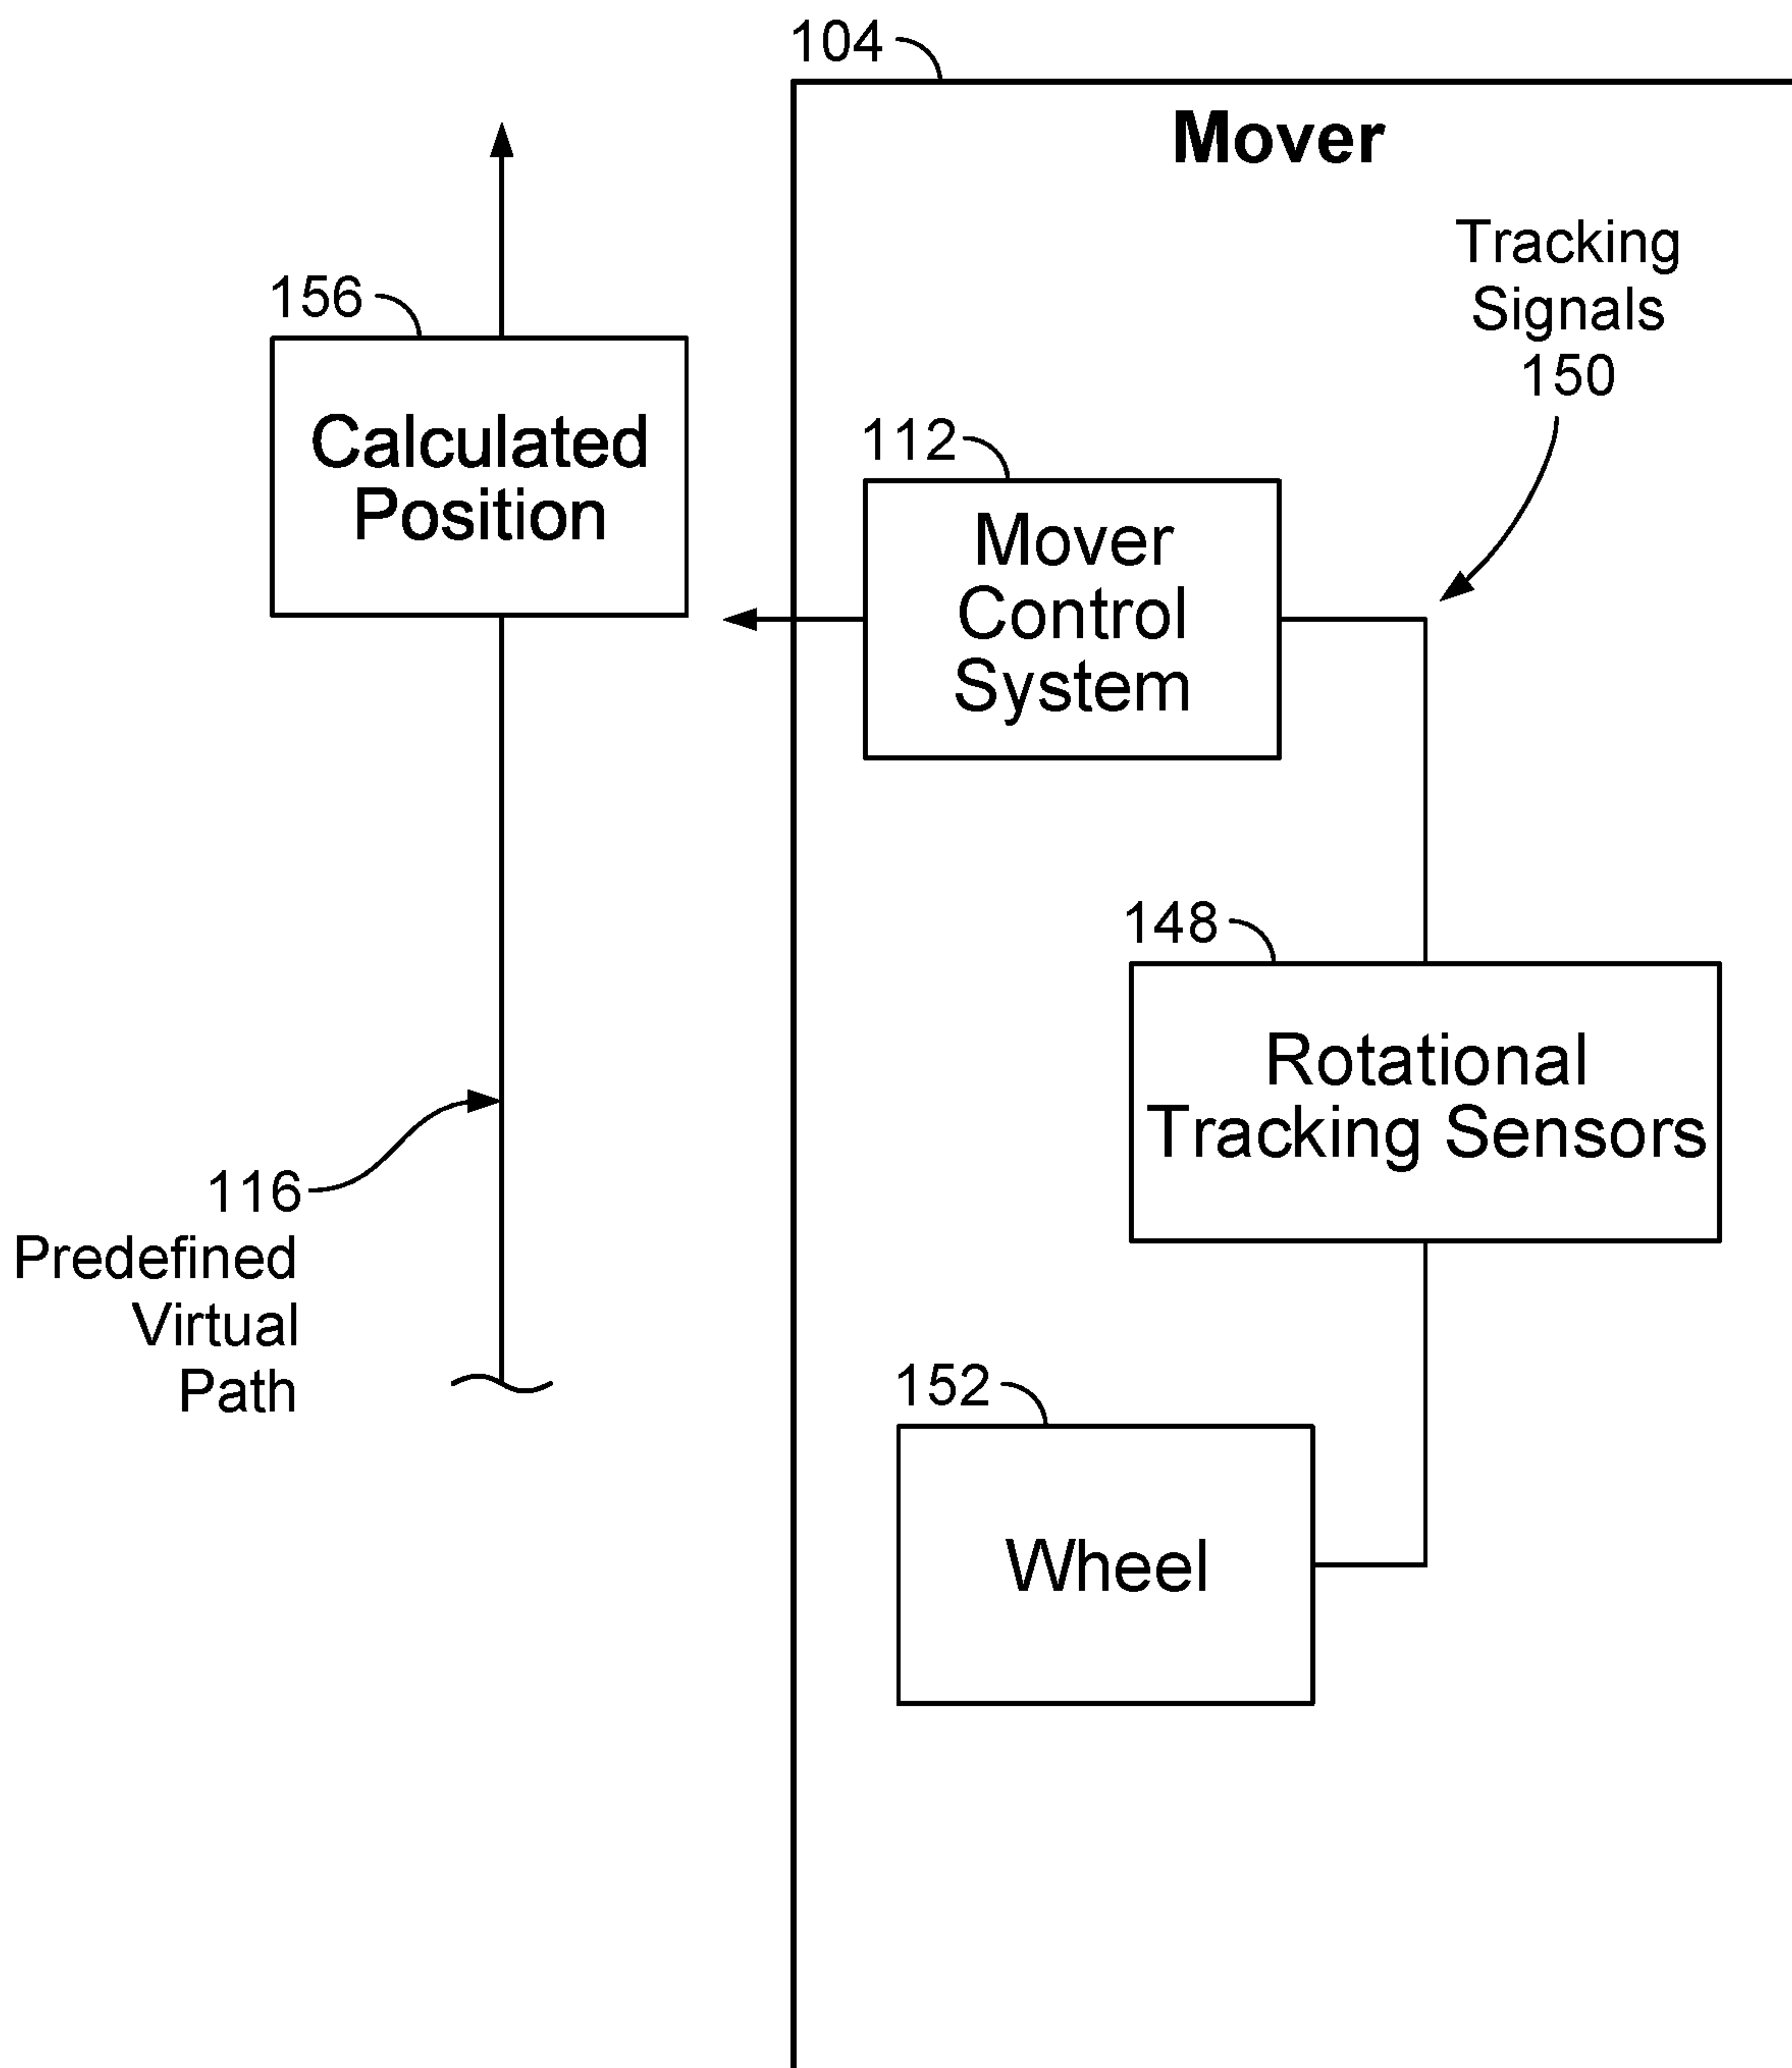 104
Mover
Tracking
Signals
150
156
Calculated
Position
112
Mover
Control
System
148
Rotational
Tracking Sensors
116
Predefined
Virtual
Path
152
Wheel